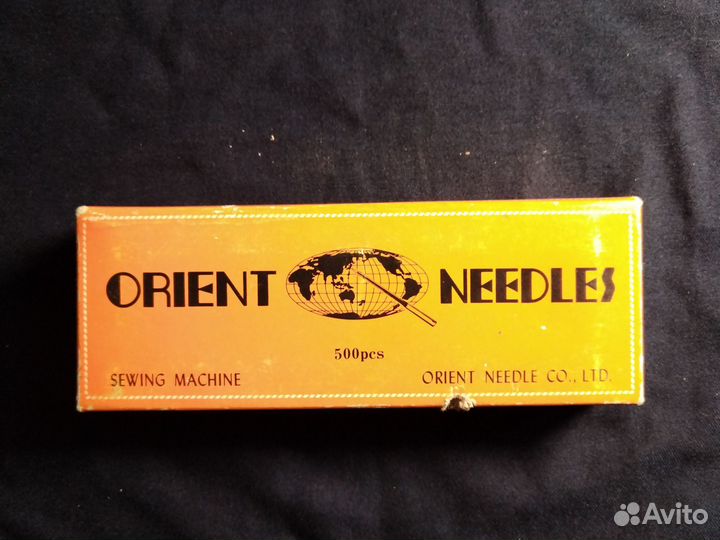 ORIENT NEEDLES
500pcs
SEWING MACHINE ORIENT NEEDLE CO., LTD.
Avito